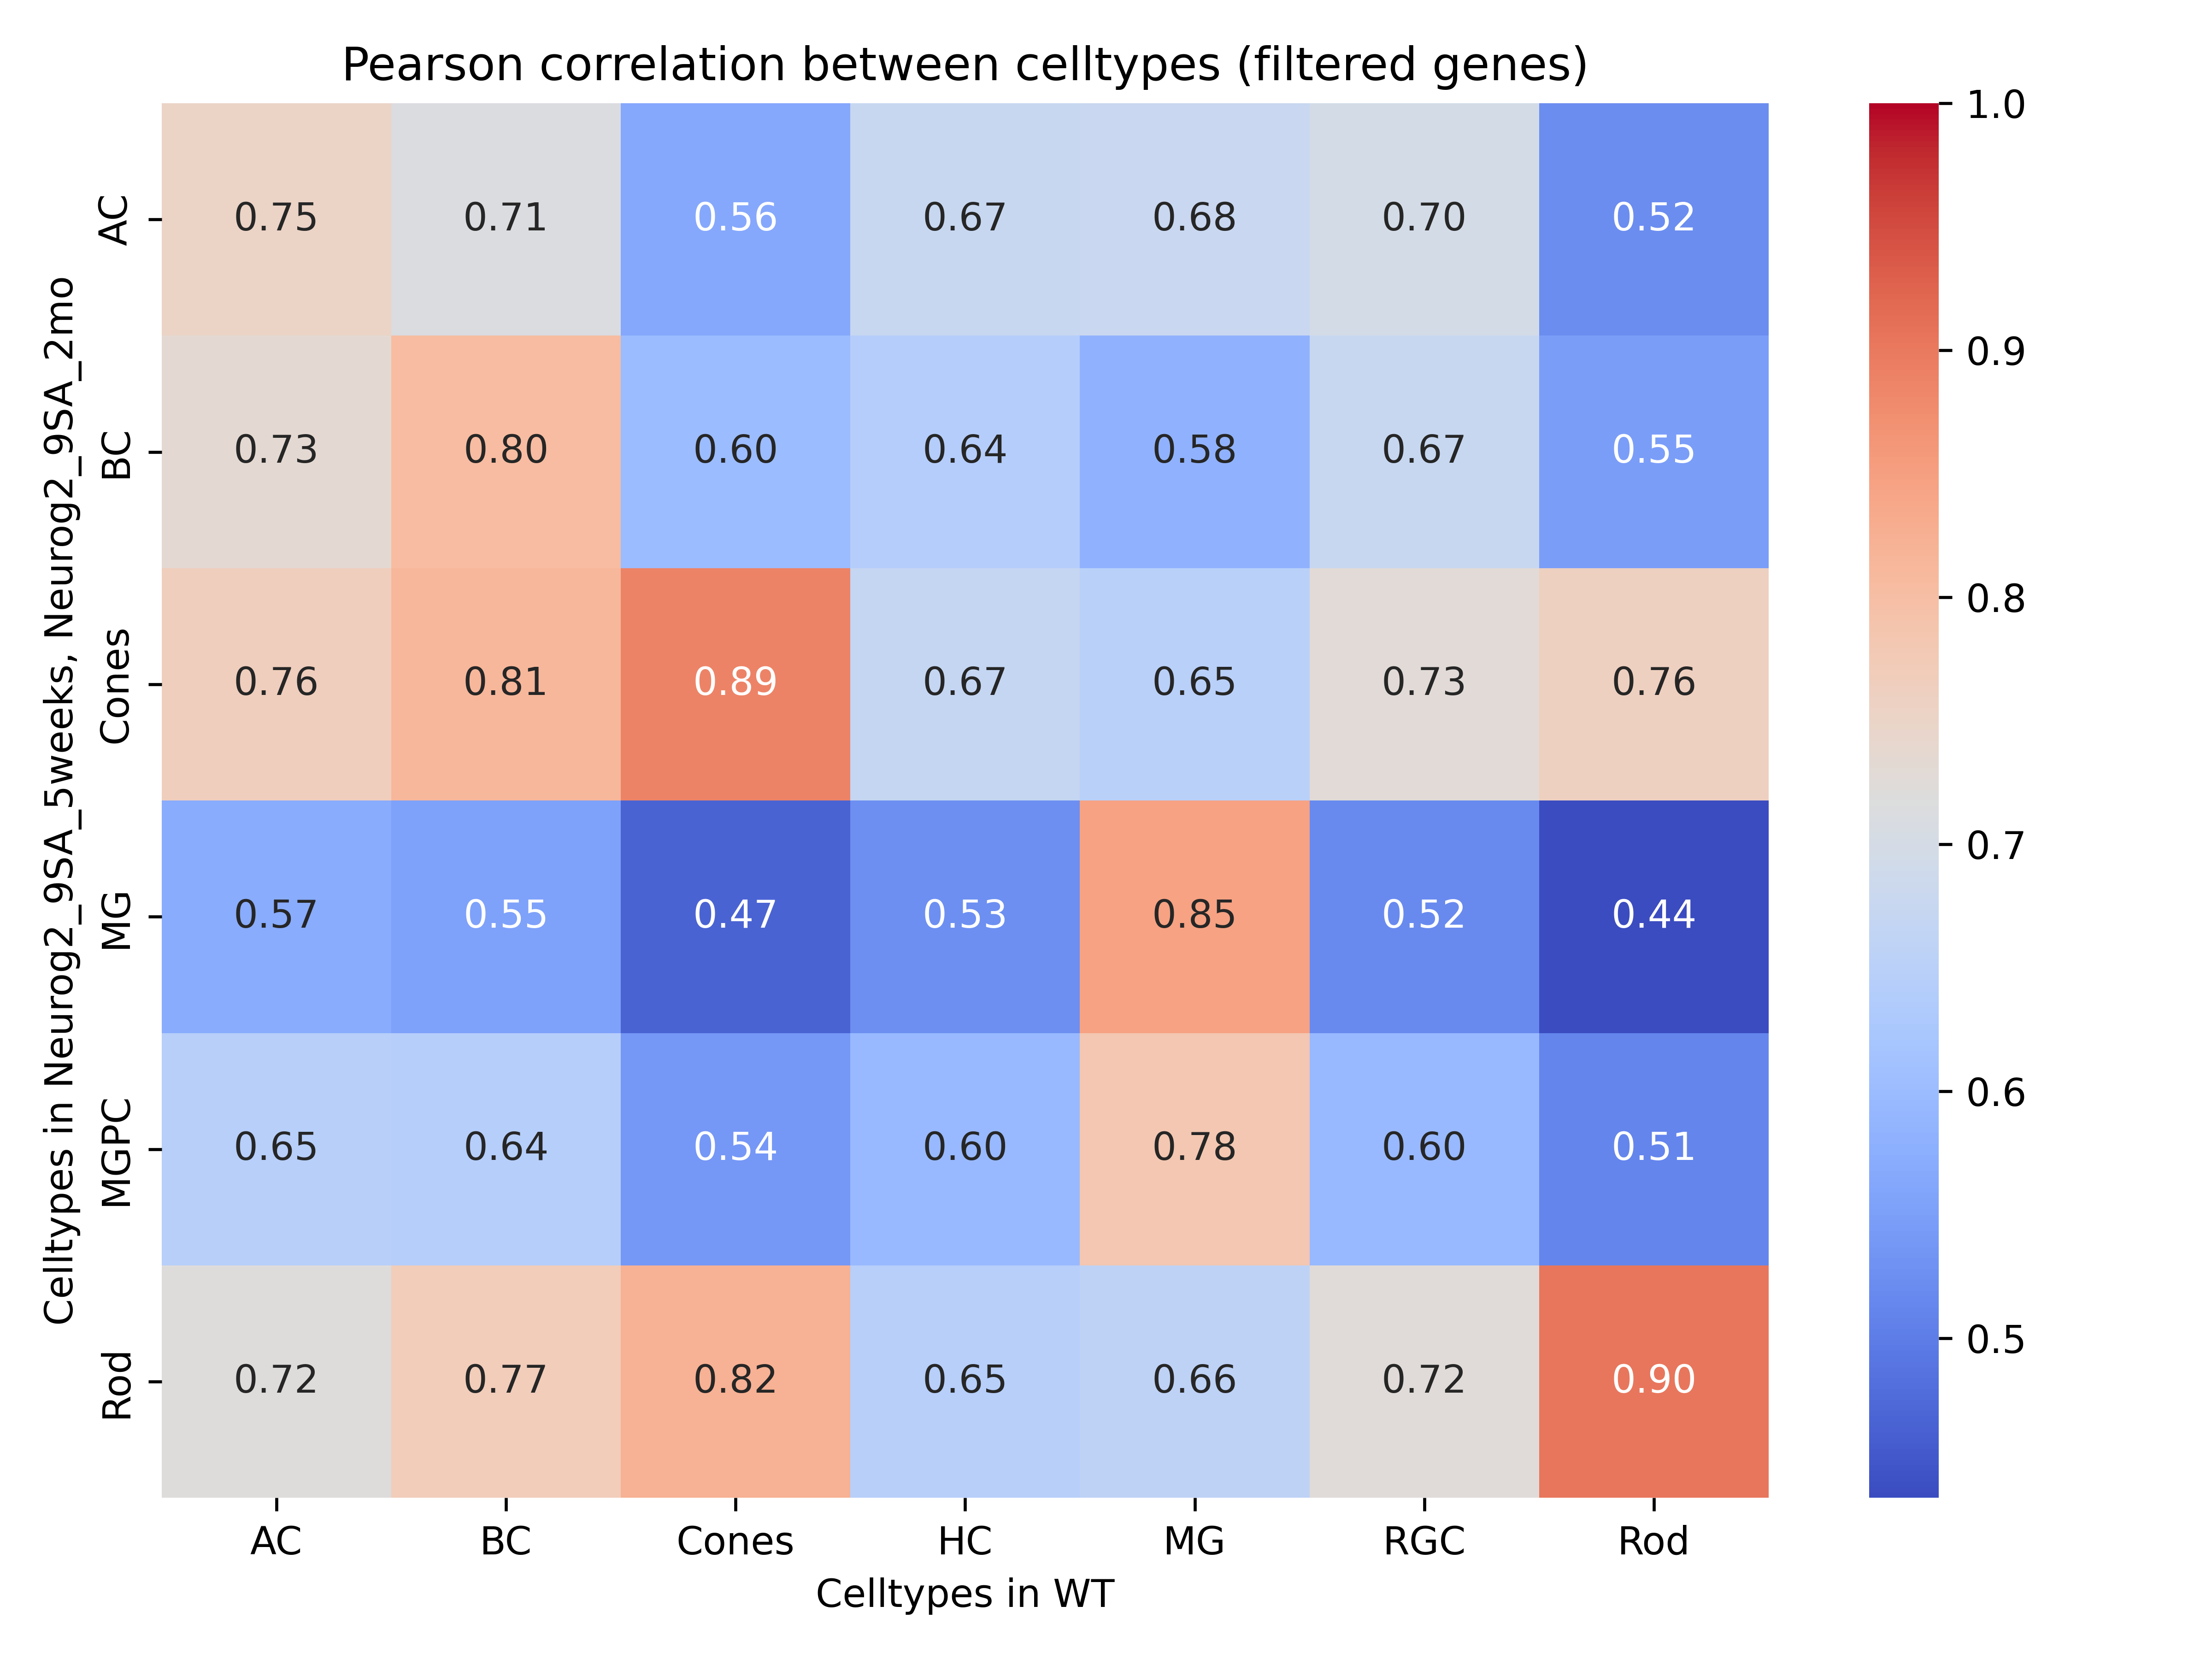 Pearson correlation between celltypes (filtered genes)
Celltypes in Neurog2_9SA_5weeks, Neurog2_9SA_2mo
AC 0.75 0.71 0.56 0.67 0.68 0.70 0.52
BC 0.73 0.80 0.60 0.64 0.58 0.67 0.55
Cones 0.76 0.81 0.89 0.67 0.65 0.73 0.76
MG 0.57 0.55 0.47 0.53 0.85 0.52 0.44
MGPC 0.65 0.64 0.54 0.60 0.78 0.60 0.51
Rod 0.72 0.77 0.82 0.65 0.66 0.72 0.90
AC BC Cones HC MG RGC Rod
Celltypes in WT
1.0
0.9
0.8
0.7
0.6
0.5